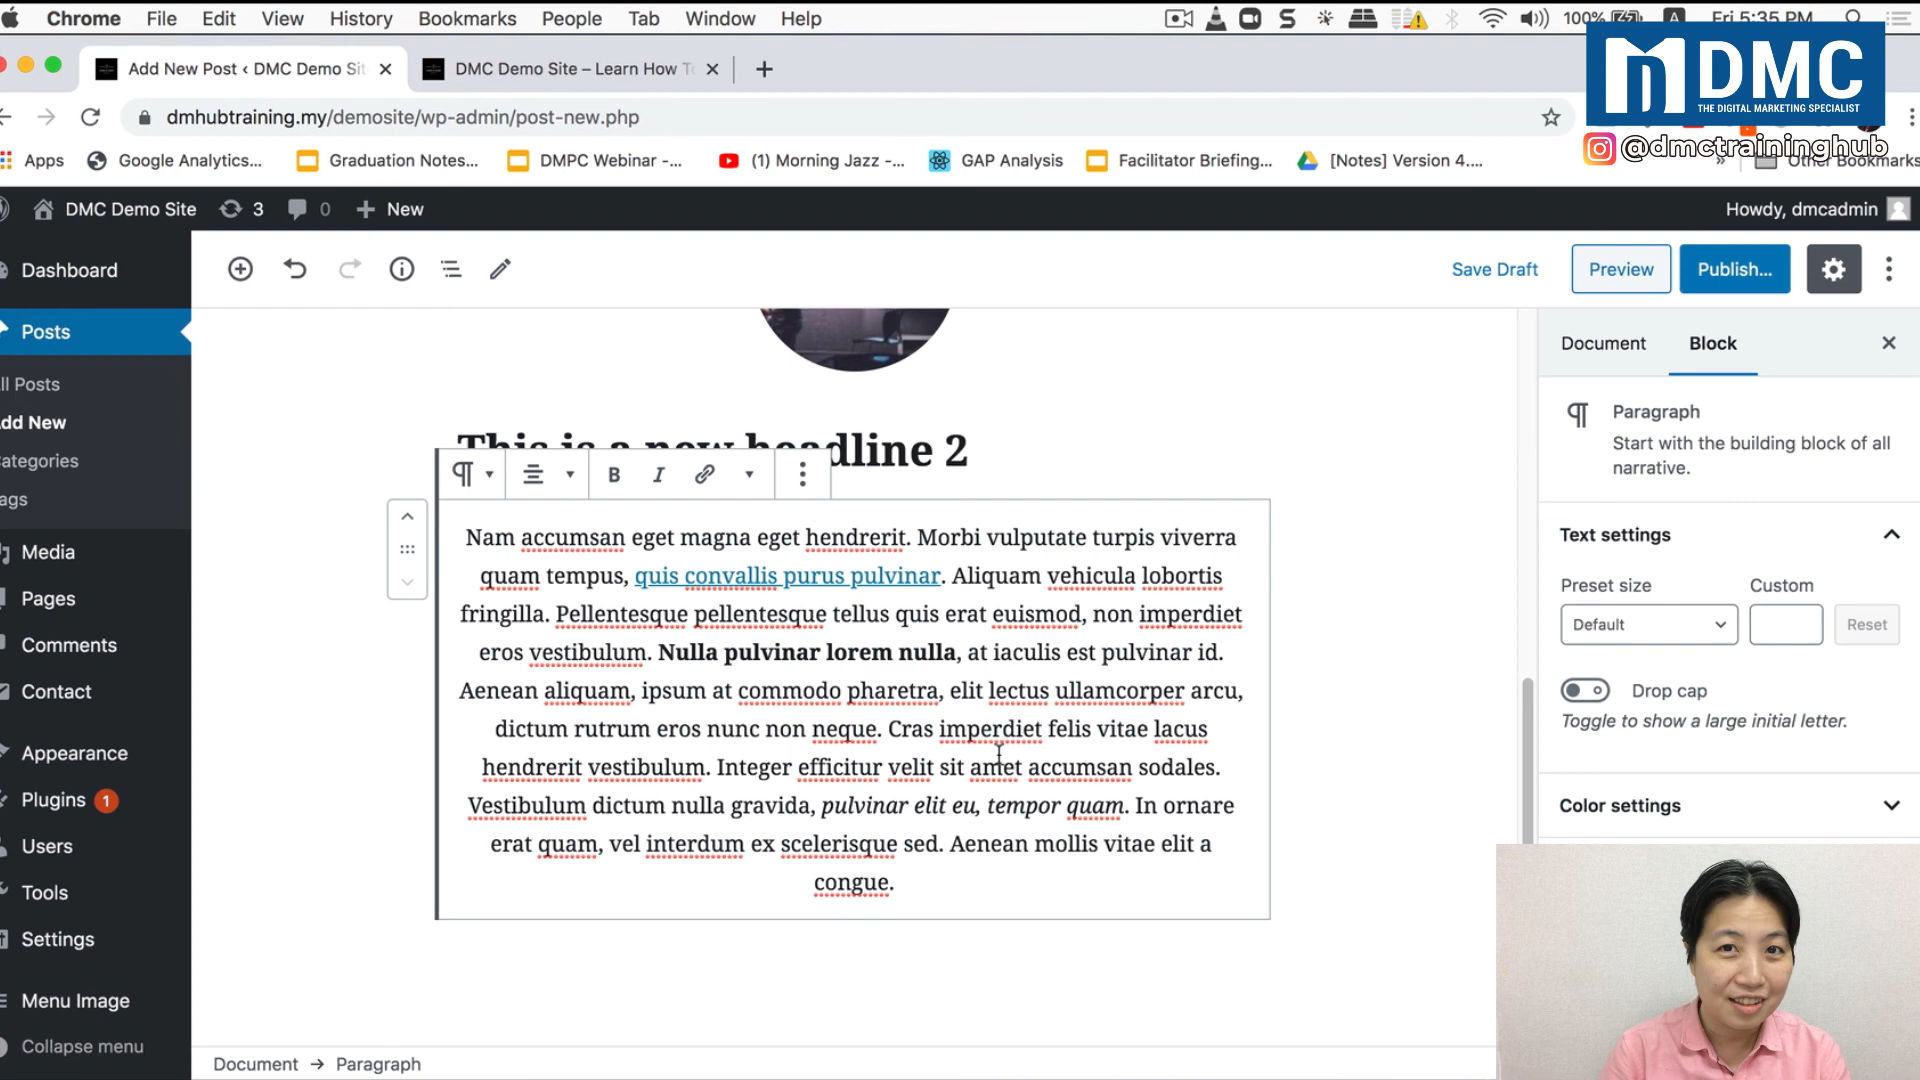 Chrome File Edit View History Bookmarks People Tab Window Help 100% A Fri 5:35 PM
Add New Post ‹ DMC Demo Sit DMC Demo Site – Learn How T
DMC
THE DIGITAL MARKETING SPECIALIST
dmhubtraining.my/demosite/wp-admin/post-new.php
@dmctraininghub
Apps Google Analytics... Graduation Notes... DMPC Webinar -... (1) Morning Jazz -... GAP Analysis Facilitator Briefing... [Notes] Version 4.... » Other Bookmarks
DMC Demo Site 3 0 New Howdy, dmcadmin
Dashboard
Posts
ll Posts
dd New
ategories
ags
Media
Pages
Comments
Contact
Appearance
Plugins 1
Users
Tools
Settings
Menu Image
Collapse menu
Save Draft Preview Publish...
This is a new headline 2
B I
Nam accumsan eget magna eget hendrerit. Morbi vulputate turpis viverra
quam tempus, quis convallis purus pulvinar. Aliquam vehicula lobortis
fringilla. Pellentesque pellentesque tellus quis erat euismod, non imperdiet
eros vestibulum. Nulla pulvinar lorem nulla, at iaculis est pulvinar id.
Aenean aliquam, ipsum at commodo pharetra, elit lectus ullamcorper arcu,
dictum rutrum eros nunc non neque. Cras imperdiet felis vitae lacus
hendrerit vestibulum. Integer efficitur velit sit amet accumsan sodales.
Vestibulum dictum nulla gravida, pulvinar elit eu, tempor quam. In ornare
erat quam, vel interdum ex scelerisque sed. Aenean mollis vitae elit a
congue.
Document Block
Paragraph
Start with the building block of all
narrative.
Text settings
Preset size Custom
Default Reset
Drop cap
Toggle to show a large initial letter.
Color settings
Document → Paragraph